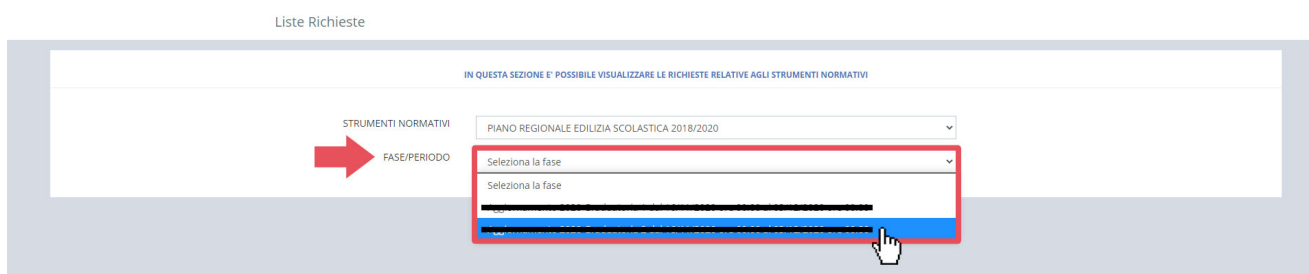 Liste Richieste
IN QUESTA SEZIONE E' POSSIBILE VISUALIZZARE LE RICHIESTE RELATIVE AGLI STRUMENTI NORMATIVI
STRUMENTI NORMATIVI
PIANO REGIONALE EDILIZIA SCOLASTICA 2018/2020
FASE/PERIODO
Seleziona la fase
Seleziona la fase